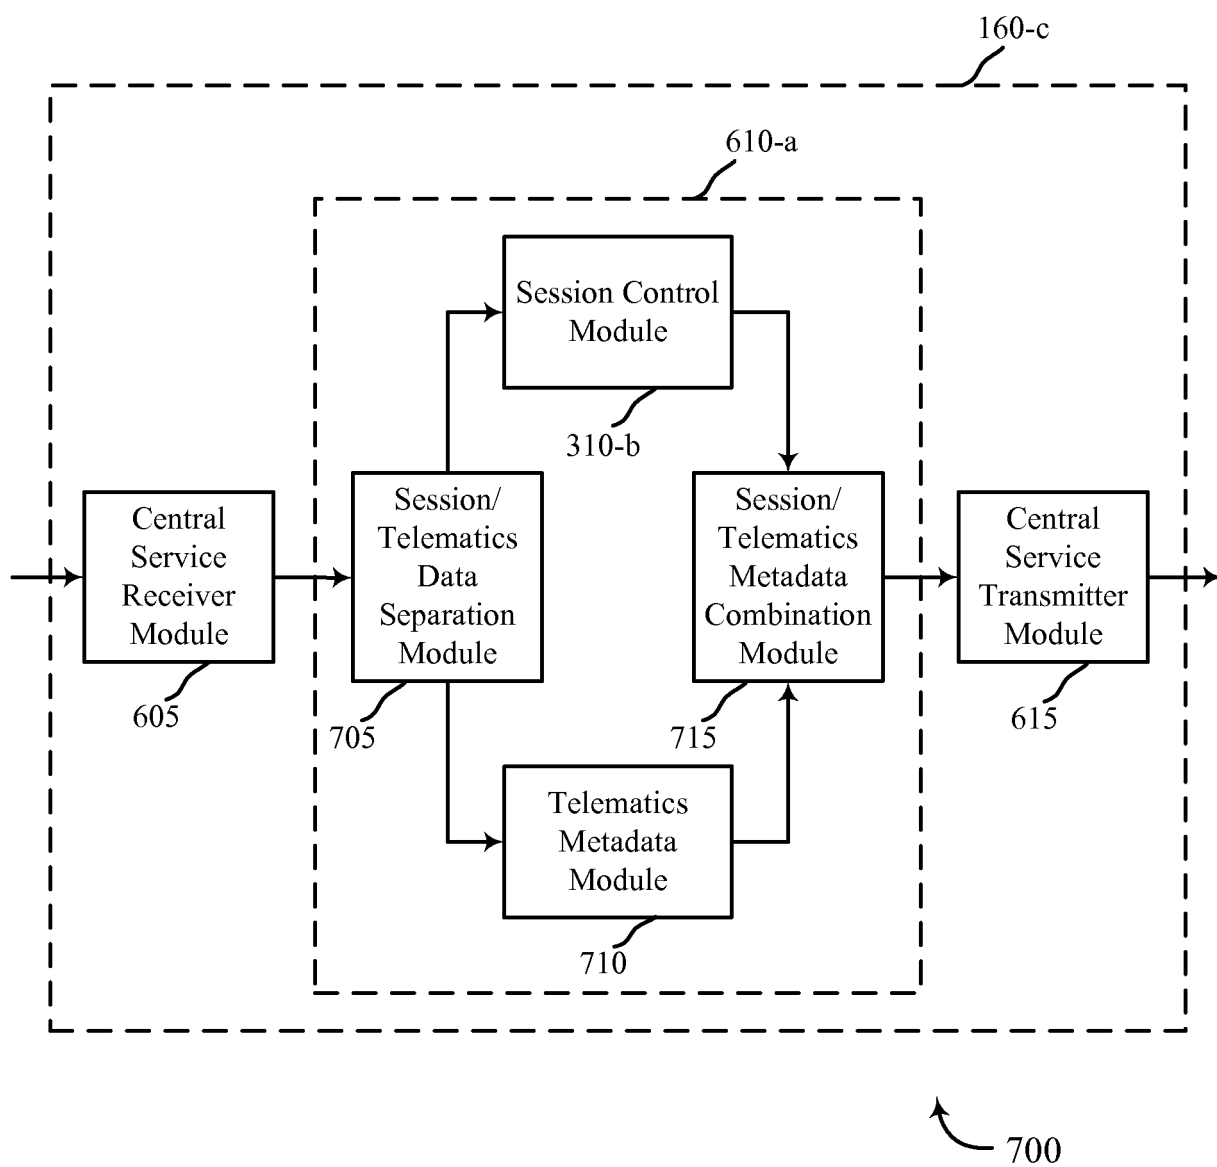 160-c
610-a
Session Control
Module
310-b
Central
Service
Receiver
Module
605
Session/
Telematics
Data
Separation
Module
705
Session/
Telematics
Metadata
Combination
Module
715
Central
Service
Transmitter
Module
615
Telematics
Metadata
Module
710
700